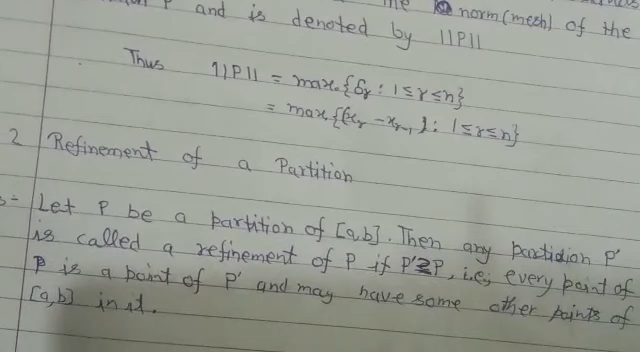 norm (mesh) of the
P and is denoted by ||P||
Thus ||P|| = max.{δr : 1≤r≤n}
= max.{(xr - xr-1): 1≤r≤n}
2 Refinement of a Partition
Let P be a partition of [a,b]. Then any partidion P'
is called a refinement of P if P'⊇P, i.e; every point of
P is a point of P' and may have some other points of
[a,b] in it.